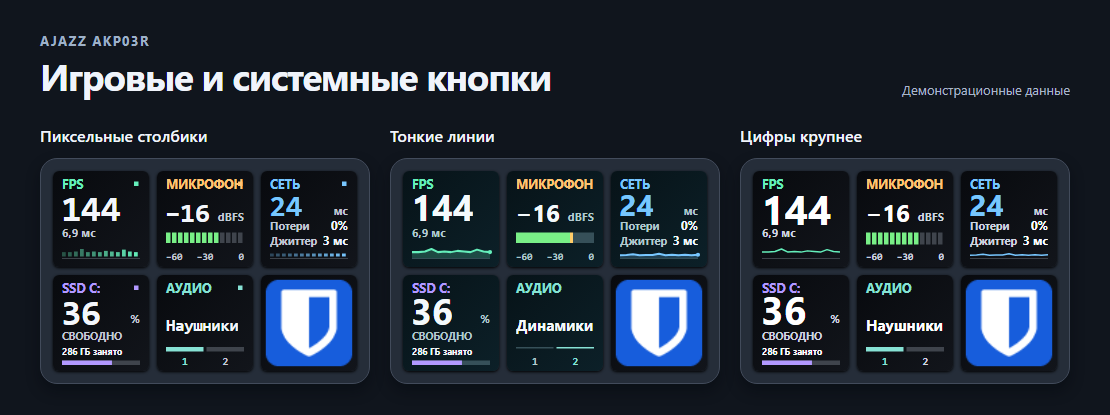 AJAZZ AKP03R
Игровые и системные кнопки
Демонстрационные данные
Пиксельные столбики
FPS
144
6,9 мс
МИКРОФОН
−16 dBFS
−60 −30 0
СЕТЬ
24 мс
Потери 0%
Джиттер 3 мс
SSD C:
36 %
СВОБОДНО
286 ГБ занято
АУДИО
Наушники
1 2
Тонкие линии
FPS
144
6,9 мс
МИКРОФОН
−16 dBFS
−60 −30 0
СЕТЬ
24 мс
Потери 0%
Джиттер 3 мс
SSD C:
36 %
СВОБОДНО
286 ГБ занято
АУДИО
Динамики
1 2
Цифры крупнее
FPS
144
6,9 мс
МИКРОФОН
−16 dBFS
−60 −30 0
СЕТЬ
24 мс
Потери 0%
Джиттер 3 мс
SSD C:
36 %
СВОБОДНО
286 ГБ занято
АУДИО
Наушники
1 2